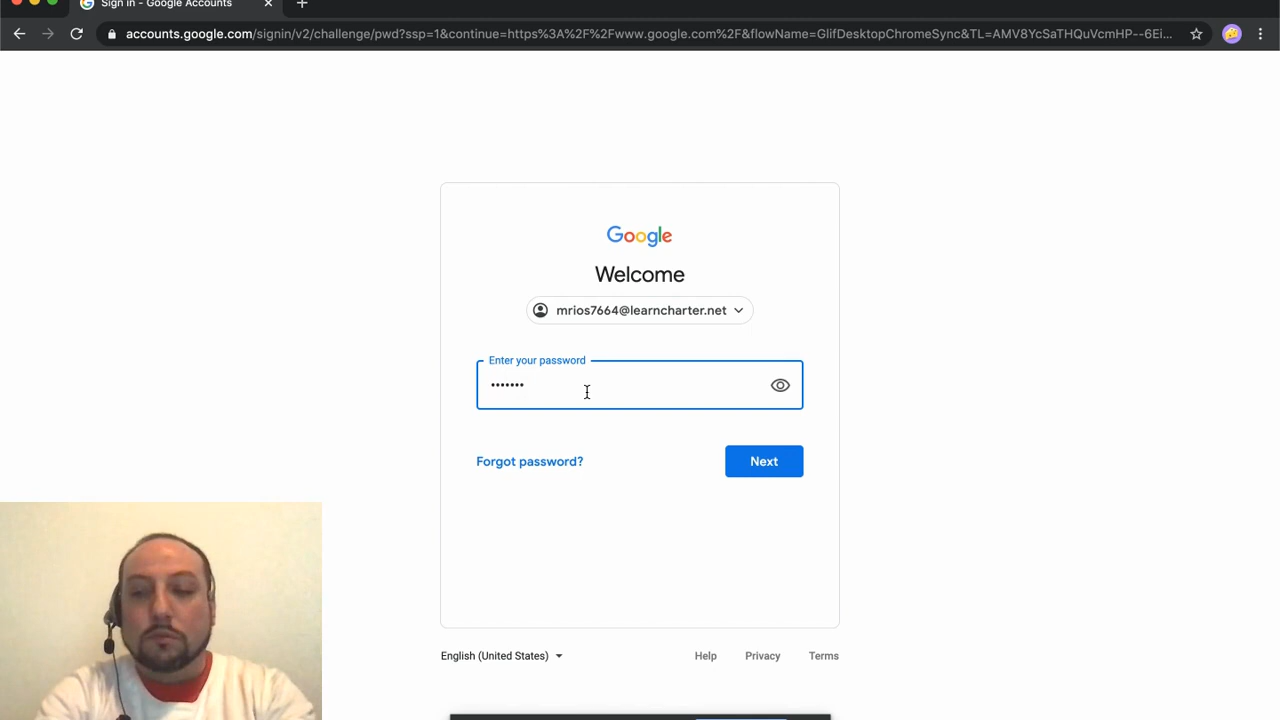 Sign in - Google Accounts
accounts.google.com/signin/v2/challenge/pwd?ssp=1&continue=https%3A%2F%2Fwww.google.com%2F&flowName=GlifDesktopChromeSync&TL=AMV8YcSaTHQuVcmHP--6Ei...
Google
Welcome
mrios7664@learncharter.net
Enter your password
•••••••
Forgot password?
Next
English (United States)
Help Privacy Terms